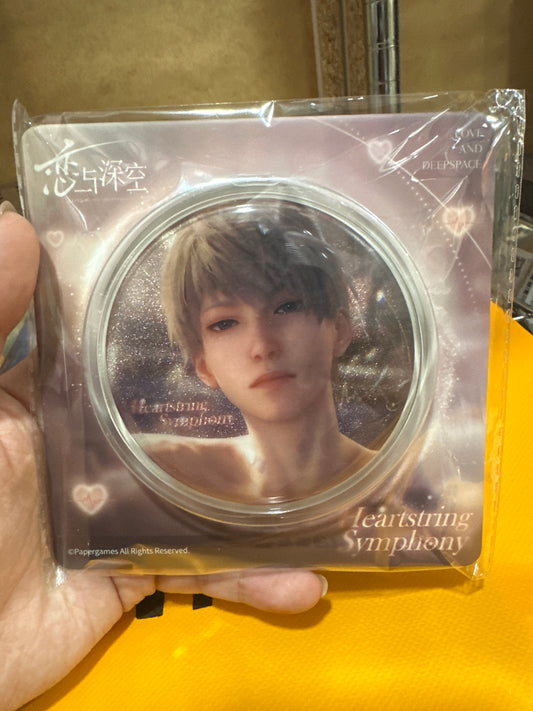 恋与深空
LOVE
AND
DEEPSPACE
Heartstring
Symphony
Heartstring
Symphony
©Papergames All Rights Reserved.